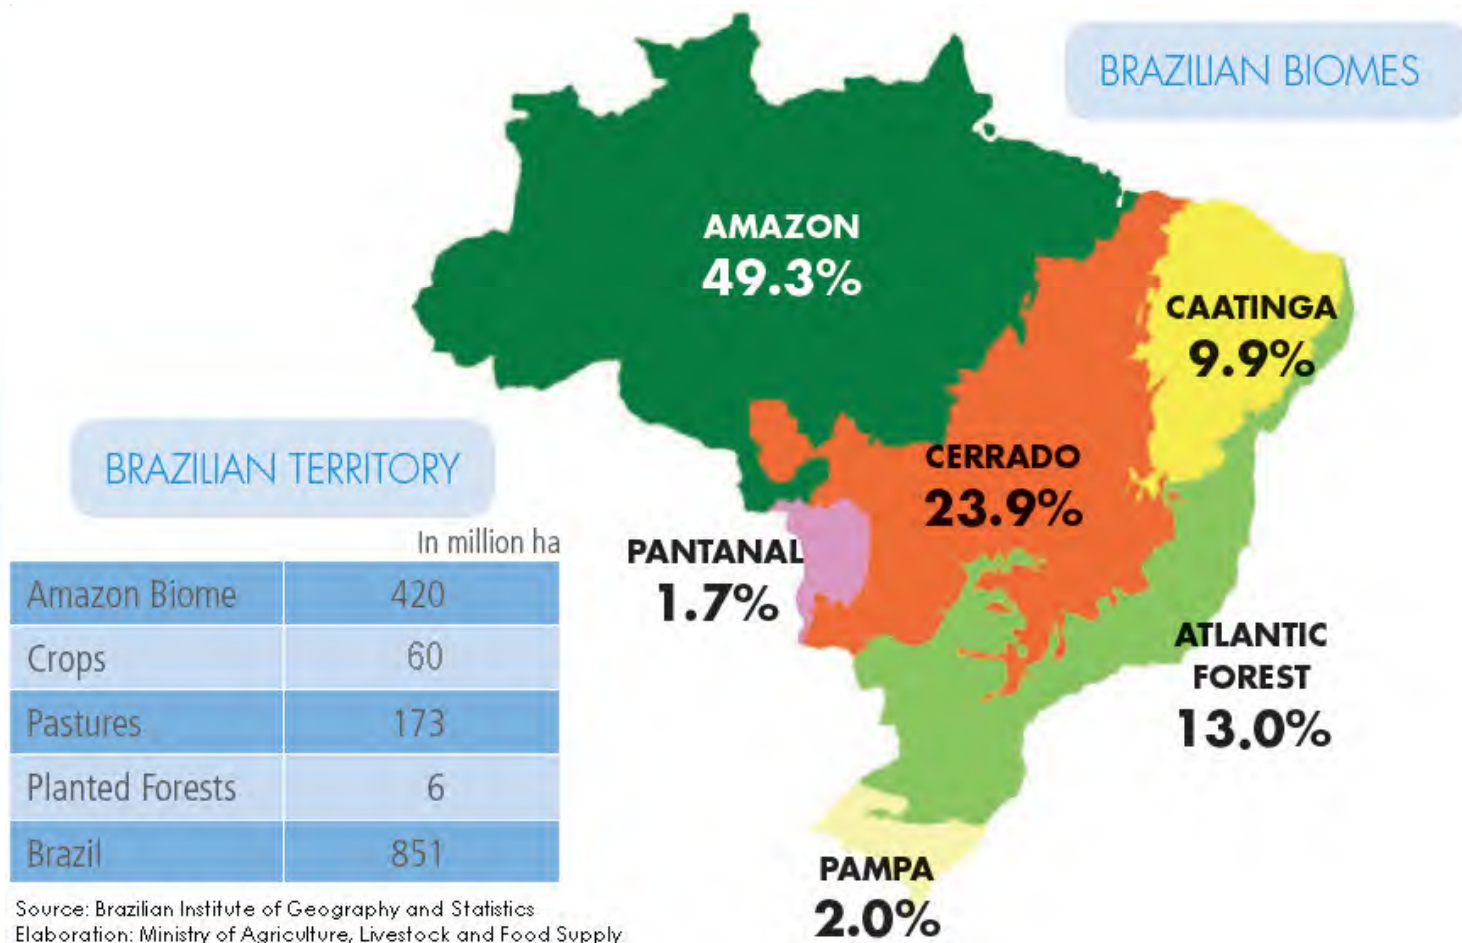 BRAZILIAN BIOMES
AMAZON
49.3%
CAATINGA
9.9%
CERRADO
23.9%
PANTANAL
1.7%
ATLANTIC
FOREST
13.0%
PAMPA
2.0%
BRAZILIAN TERRITORY
In million ha
Amazon Biome 420
Crops 60
Pastures 173
Planted Forests 6
Brazil 851
Source: Brazilian Institute of Geography and Statistics
Elaboration: Ministry of Agriculture, Livestock and Food Supply